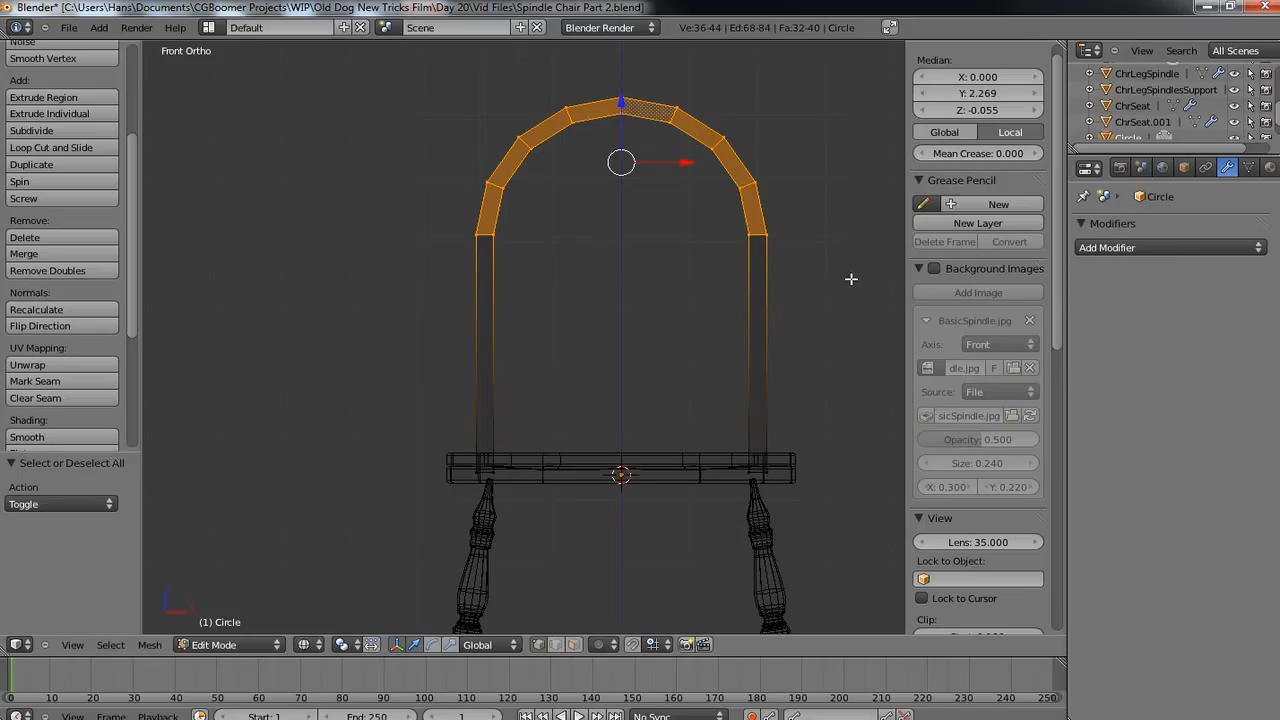 Blender* [C:\Users\Hans\Documents\CGBoomer Projects\WIP\Old Dog New Tricks Film\Day 20\Vid Files\Spindle Chair Part 2.blend]
File Add Render Window Help Default Scene Blender Render Ve:36-44 | Ed:68-84 | Fa:32-40 | Circle
Noise
Smooth Vertex
Add:
Extrude Region
Extrude Individual
Subdivide
Loop Cut and Slide
Duplicate
Spin
Screw
Remove:
Delete
Merge
Remove Doubles
Normals:
Recalculate
Flip Direction
UV Mapping:
Unwrap
Mark Seam
Clear Seam
Shading:
Smooth
Select or Deselect All
Action
Toggle
Front Ortho
(1) Circle
Median:
X: 0.000
Y: 2.269
Z: -0.055
Global Local
Mean Crease: 0.000
Grease Pencil
New
New Layer
Delete Frame Convert
Background Images
Add Image
BasicSpindle.jpg
Axis: Front
dle.jpg F
Source: File
sicSpindle.jpg
Opacity: 0.500
Size: 0.240
X: 0.300 Y: 0.220
View
Lens: 35.000
Lock to Object:
Lock to Cursor
Clip:
View Search All Scenes
ChrLegSpindle
ChrLegSpindlesSupport
ChrSeat
ChrSeat.001
Circle
Circle
Modifiers
Add Modifier
View Select Mesh Edit Mode Global
0 10 20 30 40 50 60 70 80 90 100 110 120 130 140 150 160 170 180 190 200 210 220 230 240 250
View Frame Playback Start: 1 End: 250 1 No Sync